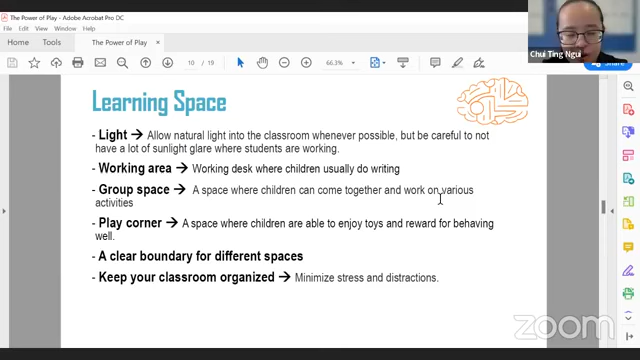 The Power of Play - Adobe Acrobat Pro DC
File Edit View Window Help
Home Tools The Power of Play ×
10 / 19 66.3% Share
Chui Ting Ngui
Learning Space
- Light → Allow natural light into the classroom whenever possible, but be careful to not
have a lot of sunlight glare where students are working.
- Working area → Working desk where children usually do writing
- Group space → A space where children can come together and work on various
activities
- Play corner → A space where children are able to enjoy toys and reward for behaving
well.
- A clear boundary for different spaces
- Keep your classroom organized → Minimize stress and distractions.
zoom